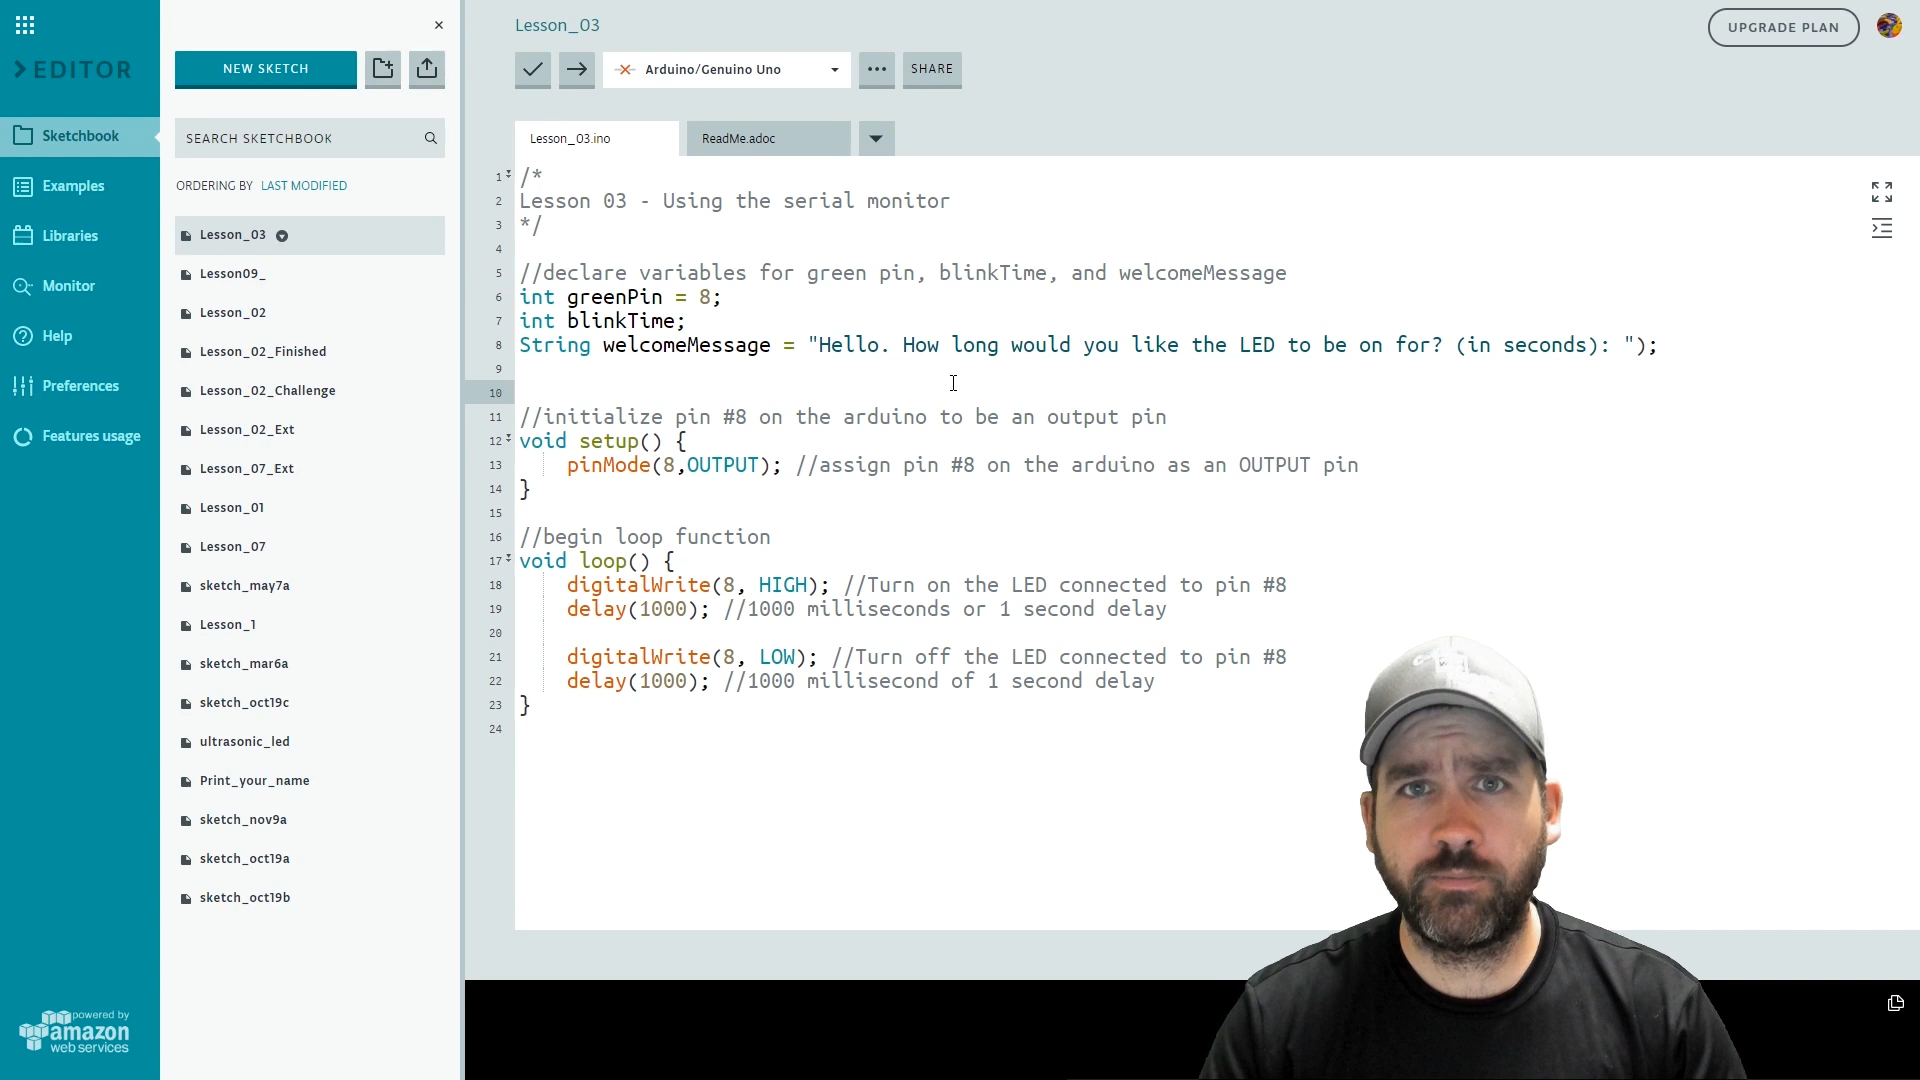 Lesson_03
UPGRADE PLAN
EDITOR
NEW SKETCH
Arduino/Genuino Uno
SHARE
Sketchbook
Examples
Libraries
Monitor
Help
Preferences
Features usage
powered by
amazon
web services
SEARCH SKETCHBOOK
ORDERING BY LAST MODIFIED
Lesson_03
Lesson09_
Lesson_02
Lesson_02_Finished
Lesson_02_Challenge
Lesson_02_Ext
Lesson_07_Ext
Lesson_01
Lesson_07
sketch_may7a
Lesson_1
sketch_mar6a
sketch_oct19c
ultrasonic_led
Print_your_name
sketch_nov9a
sketch_oct19a
sketch_oct19b
Lesson_03.ino
ReadMe.adoc
1 /*
2 Lesson 03 - Using the serial monitor
3 */
4
5 //declare variables for green pin, blinkTime, and welcomeMessage
6 int greenPin = 8;
7 int blinkTime;
8 String welcomeMessage = "Hello. How long would you like the LED to be on for? (in seconds): ");
9
10
11 //initialize pin #8 on the arduino to be an output pin
12 void setup() {
13 pinMode(8,OUTPUT); //assign pin #8 on the arduino as an OUTPUT pin
14 }
15
16 //begin loop function
17 void loop() {
18 digitalWrite(8, HIGH); //Turn on the LED connected to pin #8
19 delay(1000); //1000 milliseconds or 1 second delay
20
21 digitalWrite(8, LOW); //Turn off the LED connected to pin #8
22 delay(1000); //1000 millisecond of 1 second delay
23 }
24